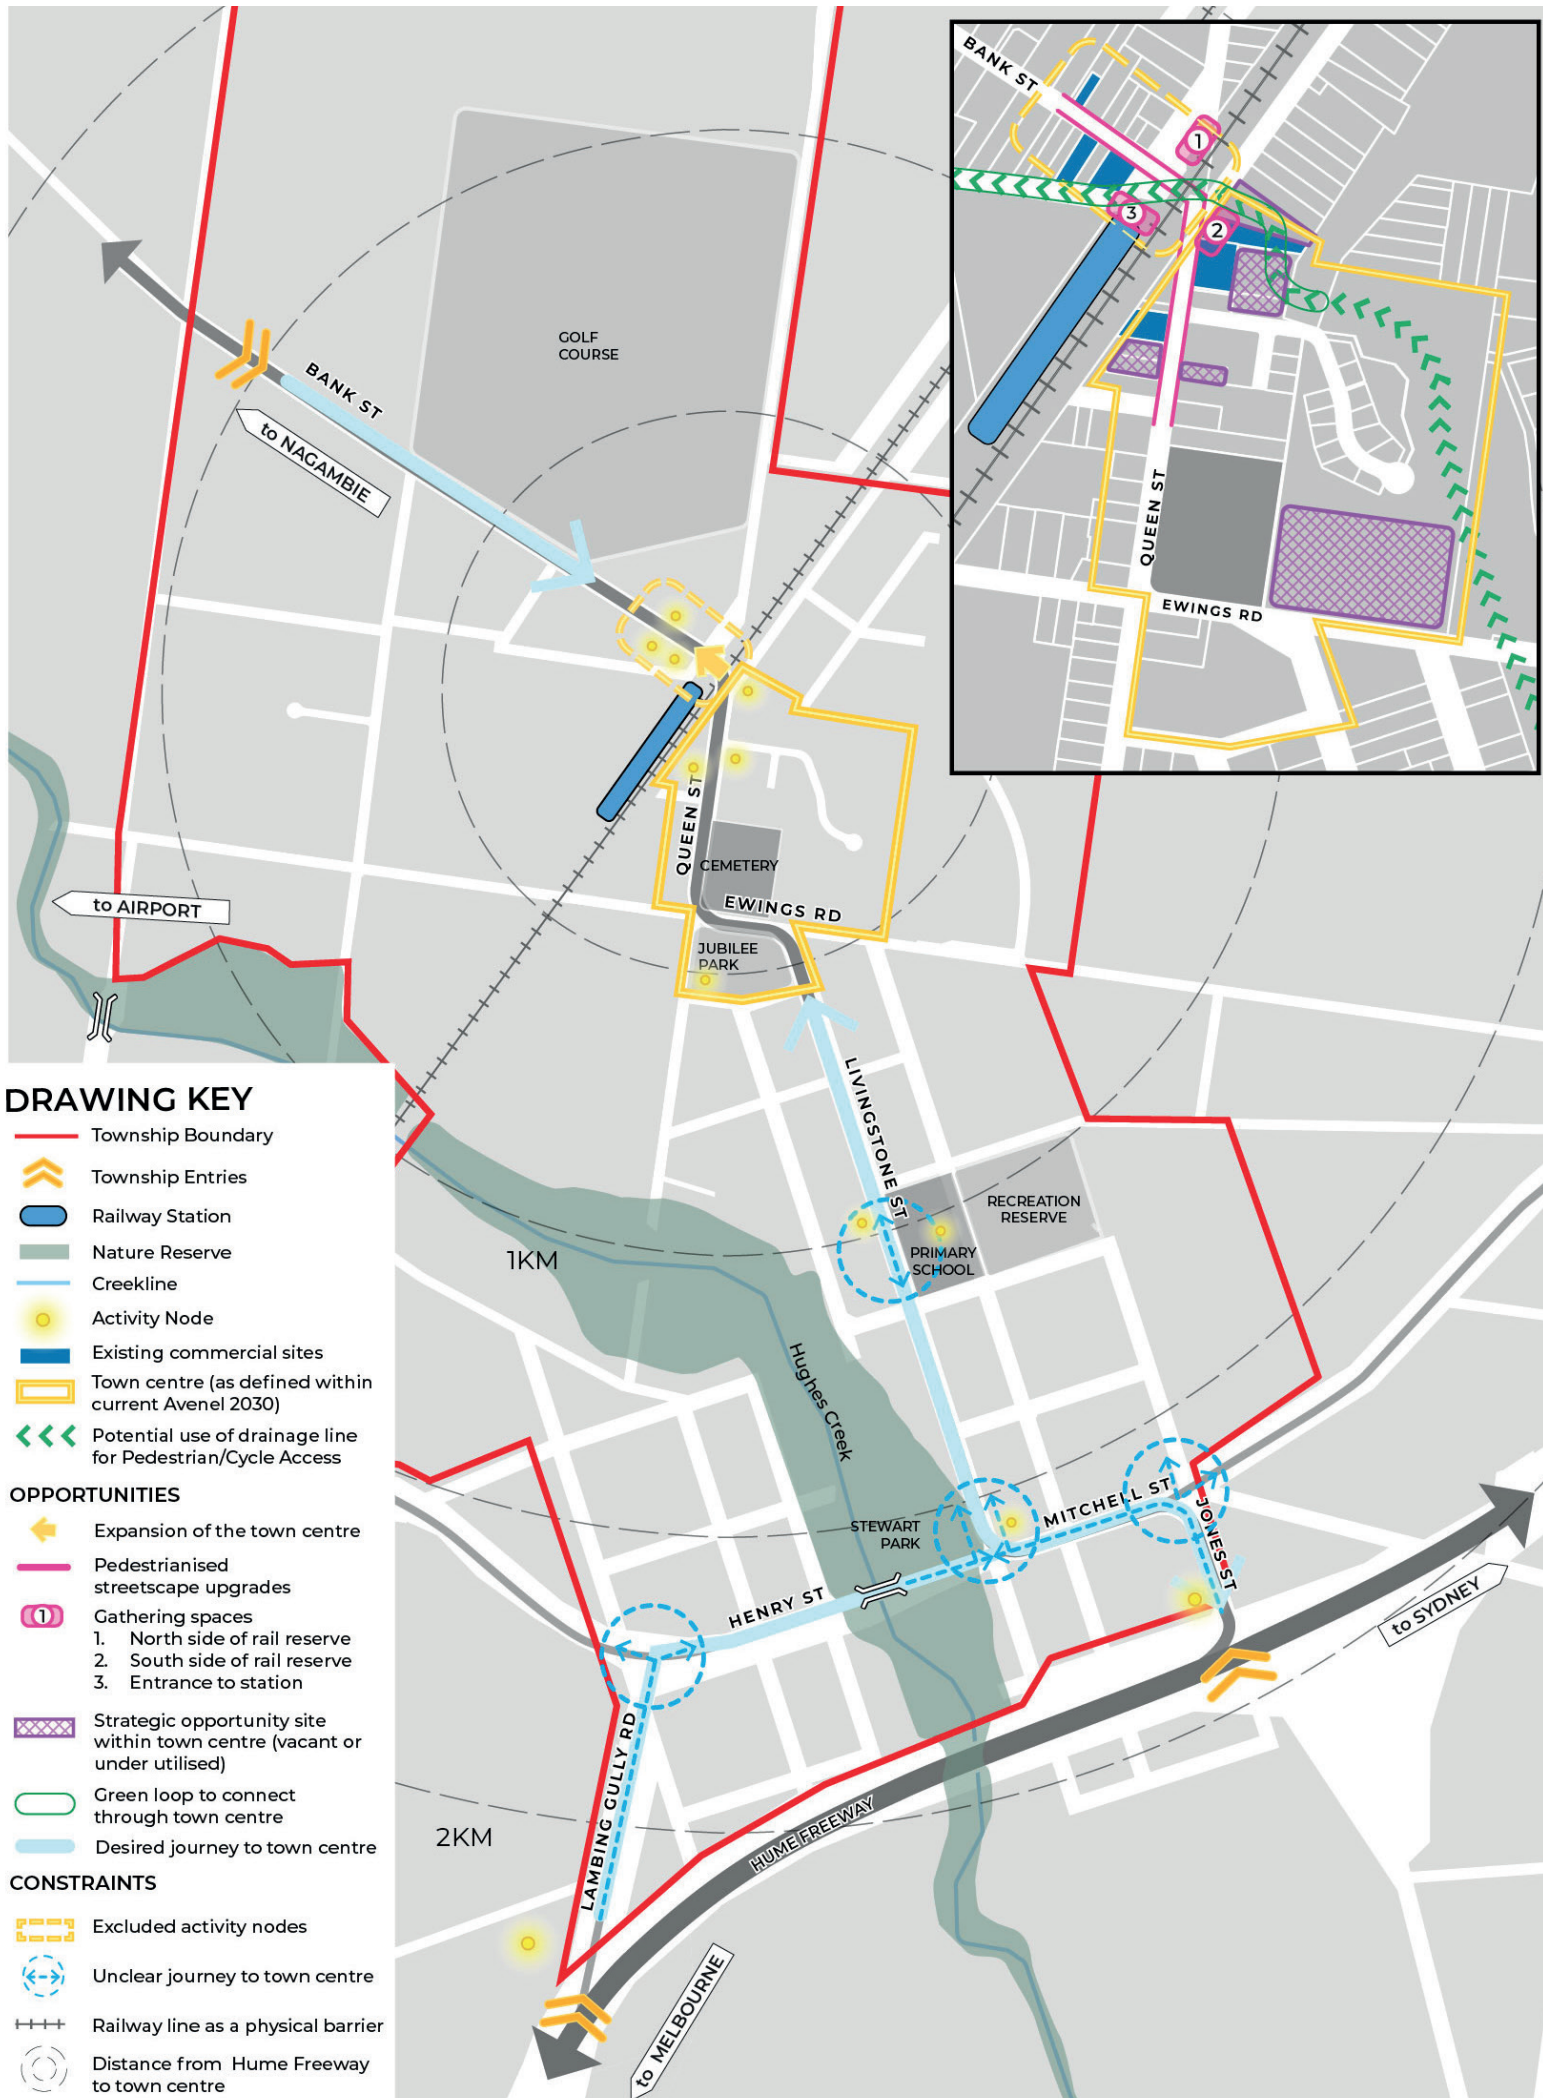 BANK ST
1
3
2
QUEEN ST
EWINGS RD
GOLF
COURSE
BANK ST
to NAGAMBIE
QUEEN ST
CEMETERY
EWINGS RD
to AIRPORT
JUBILEE
PARK
LIVINGSTONE ST
RECREATION
RESERVE
PRIMARY
SCHOOL
1KM
Hughes Creek
MITCHELL ST
JONES ST
STEWART
PARK
HENRY ST
to SYDNEY
LAMBING GULLY RD
HUME FREEWAY
2KM
to MELBOURNE
DRAWING KEY
Township Boundary
Township Entries
Railway Station
Nature Reserve
Creekline
Activity Node
Existing commercial sites
Town centre (as defined within
current Avenel 2030)
Potential use of drainage line
for Pedestrian/Cycle Access
OPPORTUNITIES
Expansion of the town centre
Pedestrianised
streetscape upgrades
1 Gathering spaces
1. North side of rail reserve
2. South side of rail reserve
3. Entrance to station
Strategic opportunity site
within town centre (vacant or
under utilised)
Green loop to connect
through town centre
Desired journey to town centre
CONSTRAINTS
Excluded activity nodes
Unclear journey to town centre
Railway line as a physical barrier
Distance from Hume Freeway
to town centre